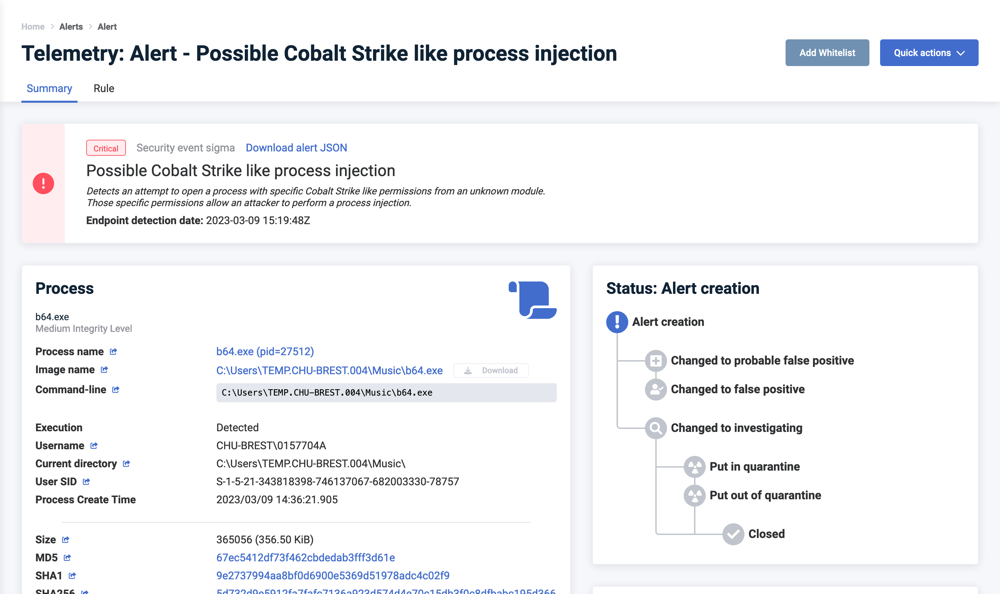 Home > Alerts > Alert
Telemetry: Alert - Possible Cobalt Strike like process injection
Add Whitelist
Quick actions
Summary
Rule
Critical
Security event sigma
Download alert JSON
Possible Cobalt Strike like process injection
Detects an attempt to open a process with specific Cobalt Strike like permissions from an unknown module.
Those specific permissions allow an attacker to perform a process injection.
Endpoint detection date: 2023-03-09 15:19:48Z
Process
b64.exe
Medium Integrity Level
Process name b64.exe (pid=27512)
Image name C:\Users\TEMP.CHU-BREST.004\Music\b64.exe Download
Command-line C:\Users\TEMP.CHU-BREST.004\Music\b64.exe
Execution Detected
Username CHU-BREST\0157704A
Current directory C:\Users\TEMP.CHU-BREST.004\Music\
User SID S-1-5-21-343818398-746137067-682003330-78757
Process Create Time 2023/03/09 14:36:21.905
Size 365056 (356.50 KiB)
MD5 67ec5412df73f462cbdedab3fff3d61e
SHA1 9e2737994aa8bf0d6900e5369d51978adc4c02f9
SHA256
Status: Alert creation
Alert creation
Changed to probable false positive
Changed to false positive
Changed to investigating
Put in quarantine
Put out of quarantine
Closed